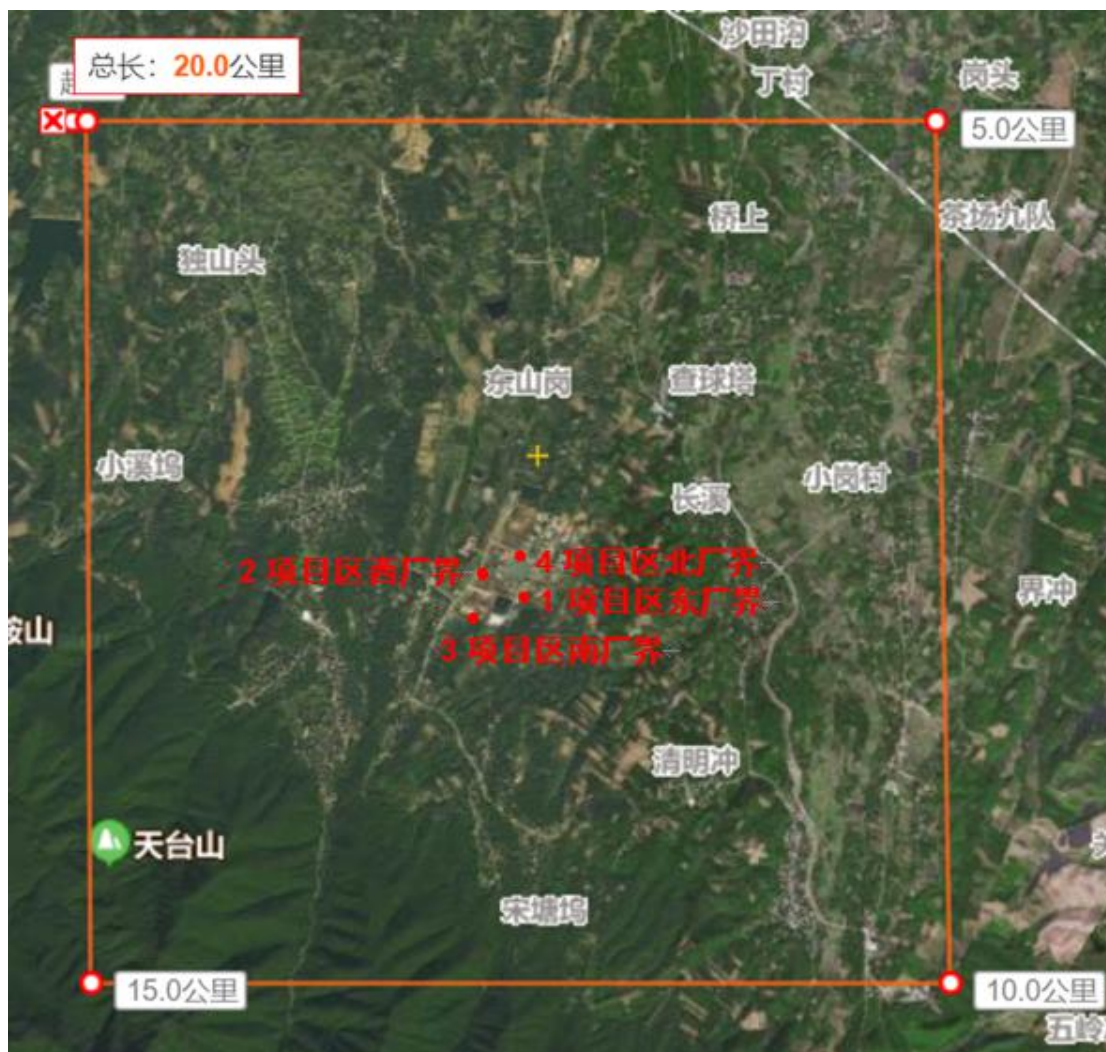 沙田沟
总长：20.0公里
丁村
岗头
5.0公里
桥上
茶场九队
独山头
东山岗
查球塔
小溪坞
长溪
小岗村
4 项目区北厂界
2 项目区西厂界
1 项目区东厂界
界冲
鞍山
3 项目区南厂界
清明冲
天台山
宋塘坞
15.0公里
10.0公里
五岭